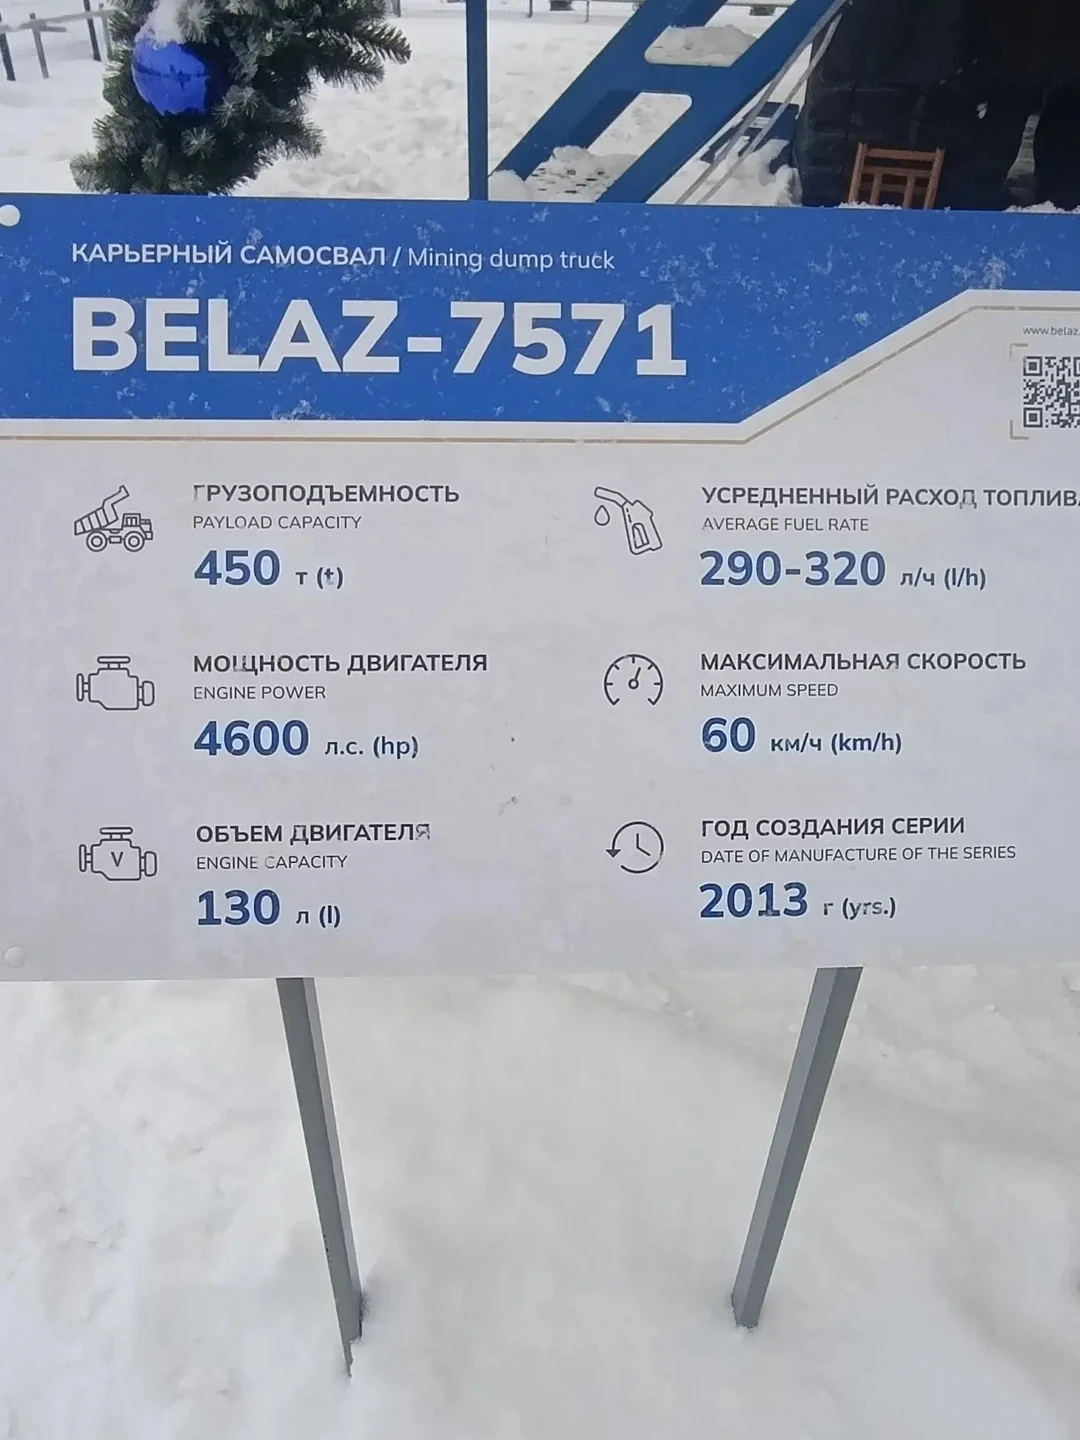 КАРЬЕРНЫЙ САМОСВАЛ / Mining dump truck
BELAZ-7571
www.belaz.
ГРУЗОПОДЪЕМНОСТЬ
PAYLOAD CAPACITY
450 т (t)
УСРЕДНЕННЫЙ РАСХОД ТОПЛИВА
AVERAGE FUEL RATE
290-320 л/ч (l/h)
МОЩНОСТЬ ДВИГАТЕЛЯ
ENGINE POWER
4600 л.с. (hp)
МАКСИМАЛЬНАЯ СКОРОСТЬ
MAXIMUM SPEED
60 км/ч (km/h)
V
ОБЪЕМ ДВИГАТЕЛЯ
ENGINE CAPACITY
130 л (l)
ГОД СОЗДАНИЯ СЕРИИ
DATE OF MANUFACTURE OF THE SERIES
2013 г (yrs.)